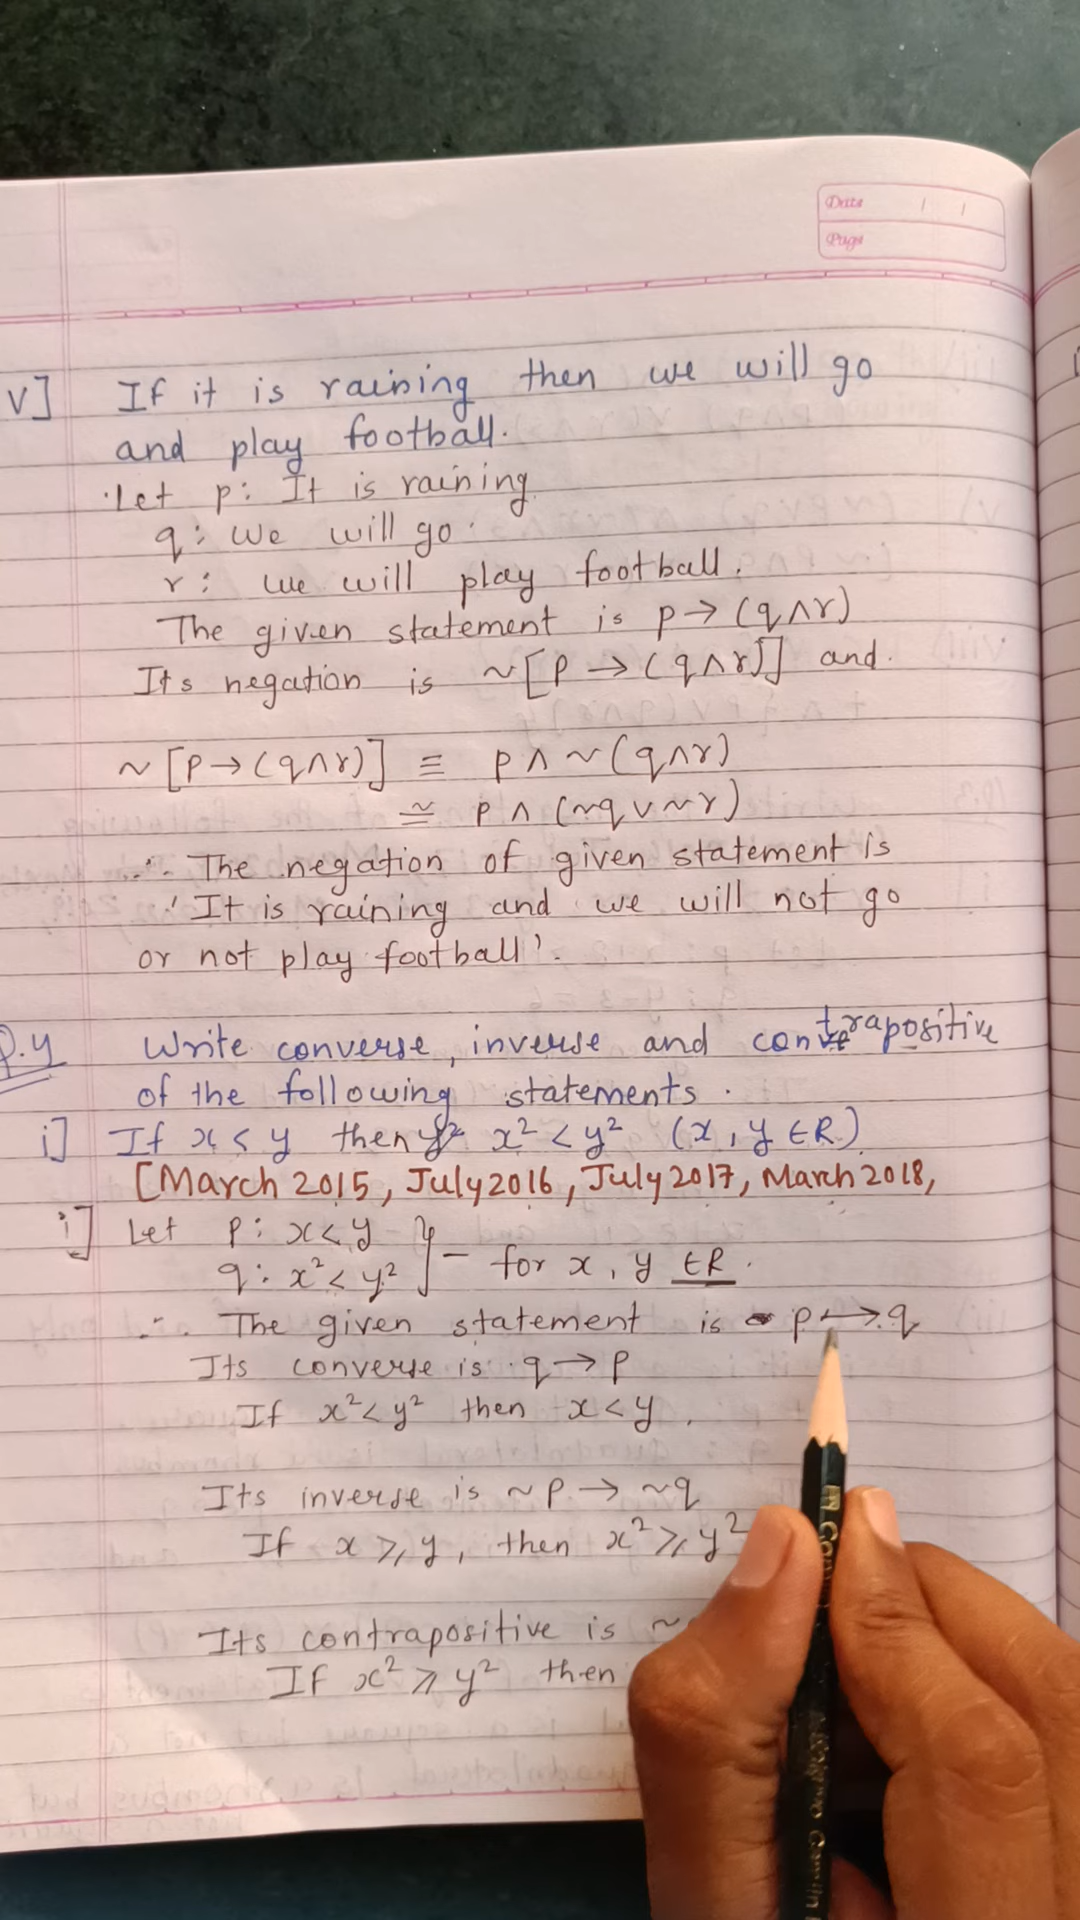 Date
Page
v] If it is raining then we will go
and play football.
Let p: It is raining
q: We will go.
r: we will play football.
The given statement is p → (q ∧ r)
Its negation is ~[p → (q ∧ r)] and.
~[p → (q ∧ r)] ≡ p ∧ ~(q ∧ r)
≅ p ∧ (~q ∨ ~r)
∴ The negation of given statement is
'It is raining and we will not go
or not play football'.
Q.4 Write converse, inverse and contrapositive
of the following statements.
i] If x < y then x² < y² (x, y ∈ R)
[March 2015, July 2016, July 2017, March 2018,
i] Let p: x < y
q: x² < y² } – for x, y ∈ R.
∴ The given statement is p ↔ q
Its converse is q → p
If x² < y² then x < y.
Its inverse is ~p → ~q
If x ⩾ y, then x² ⩾ y²
Its contrapositive is ~
If x² ⩾ y² then